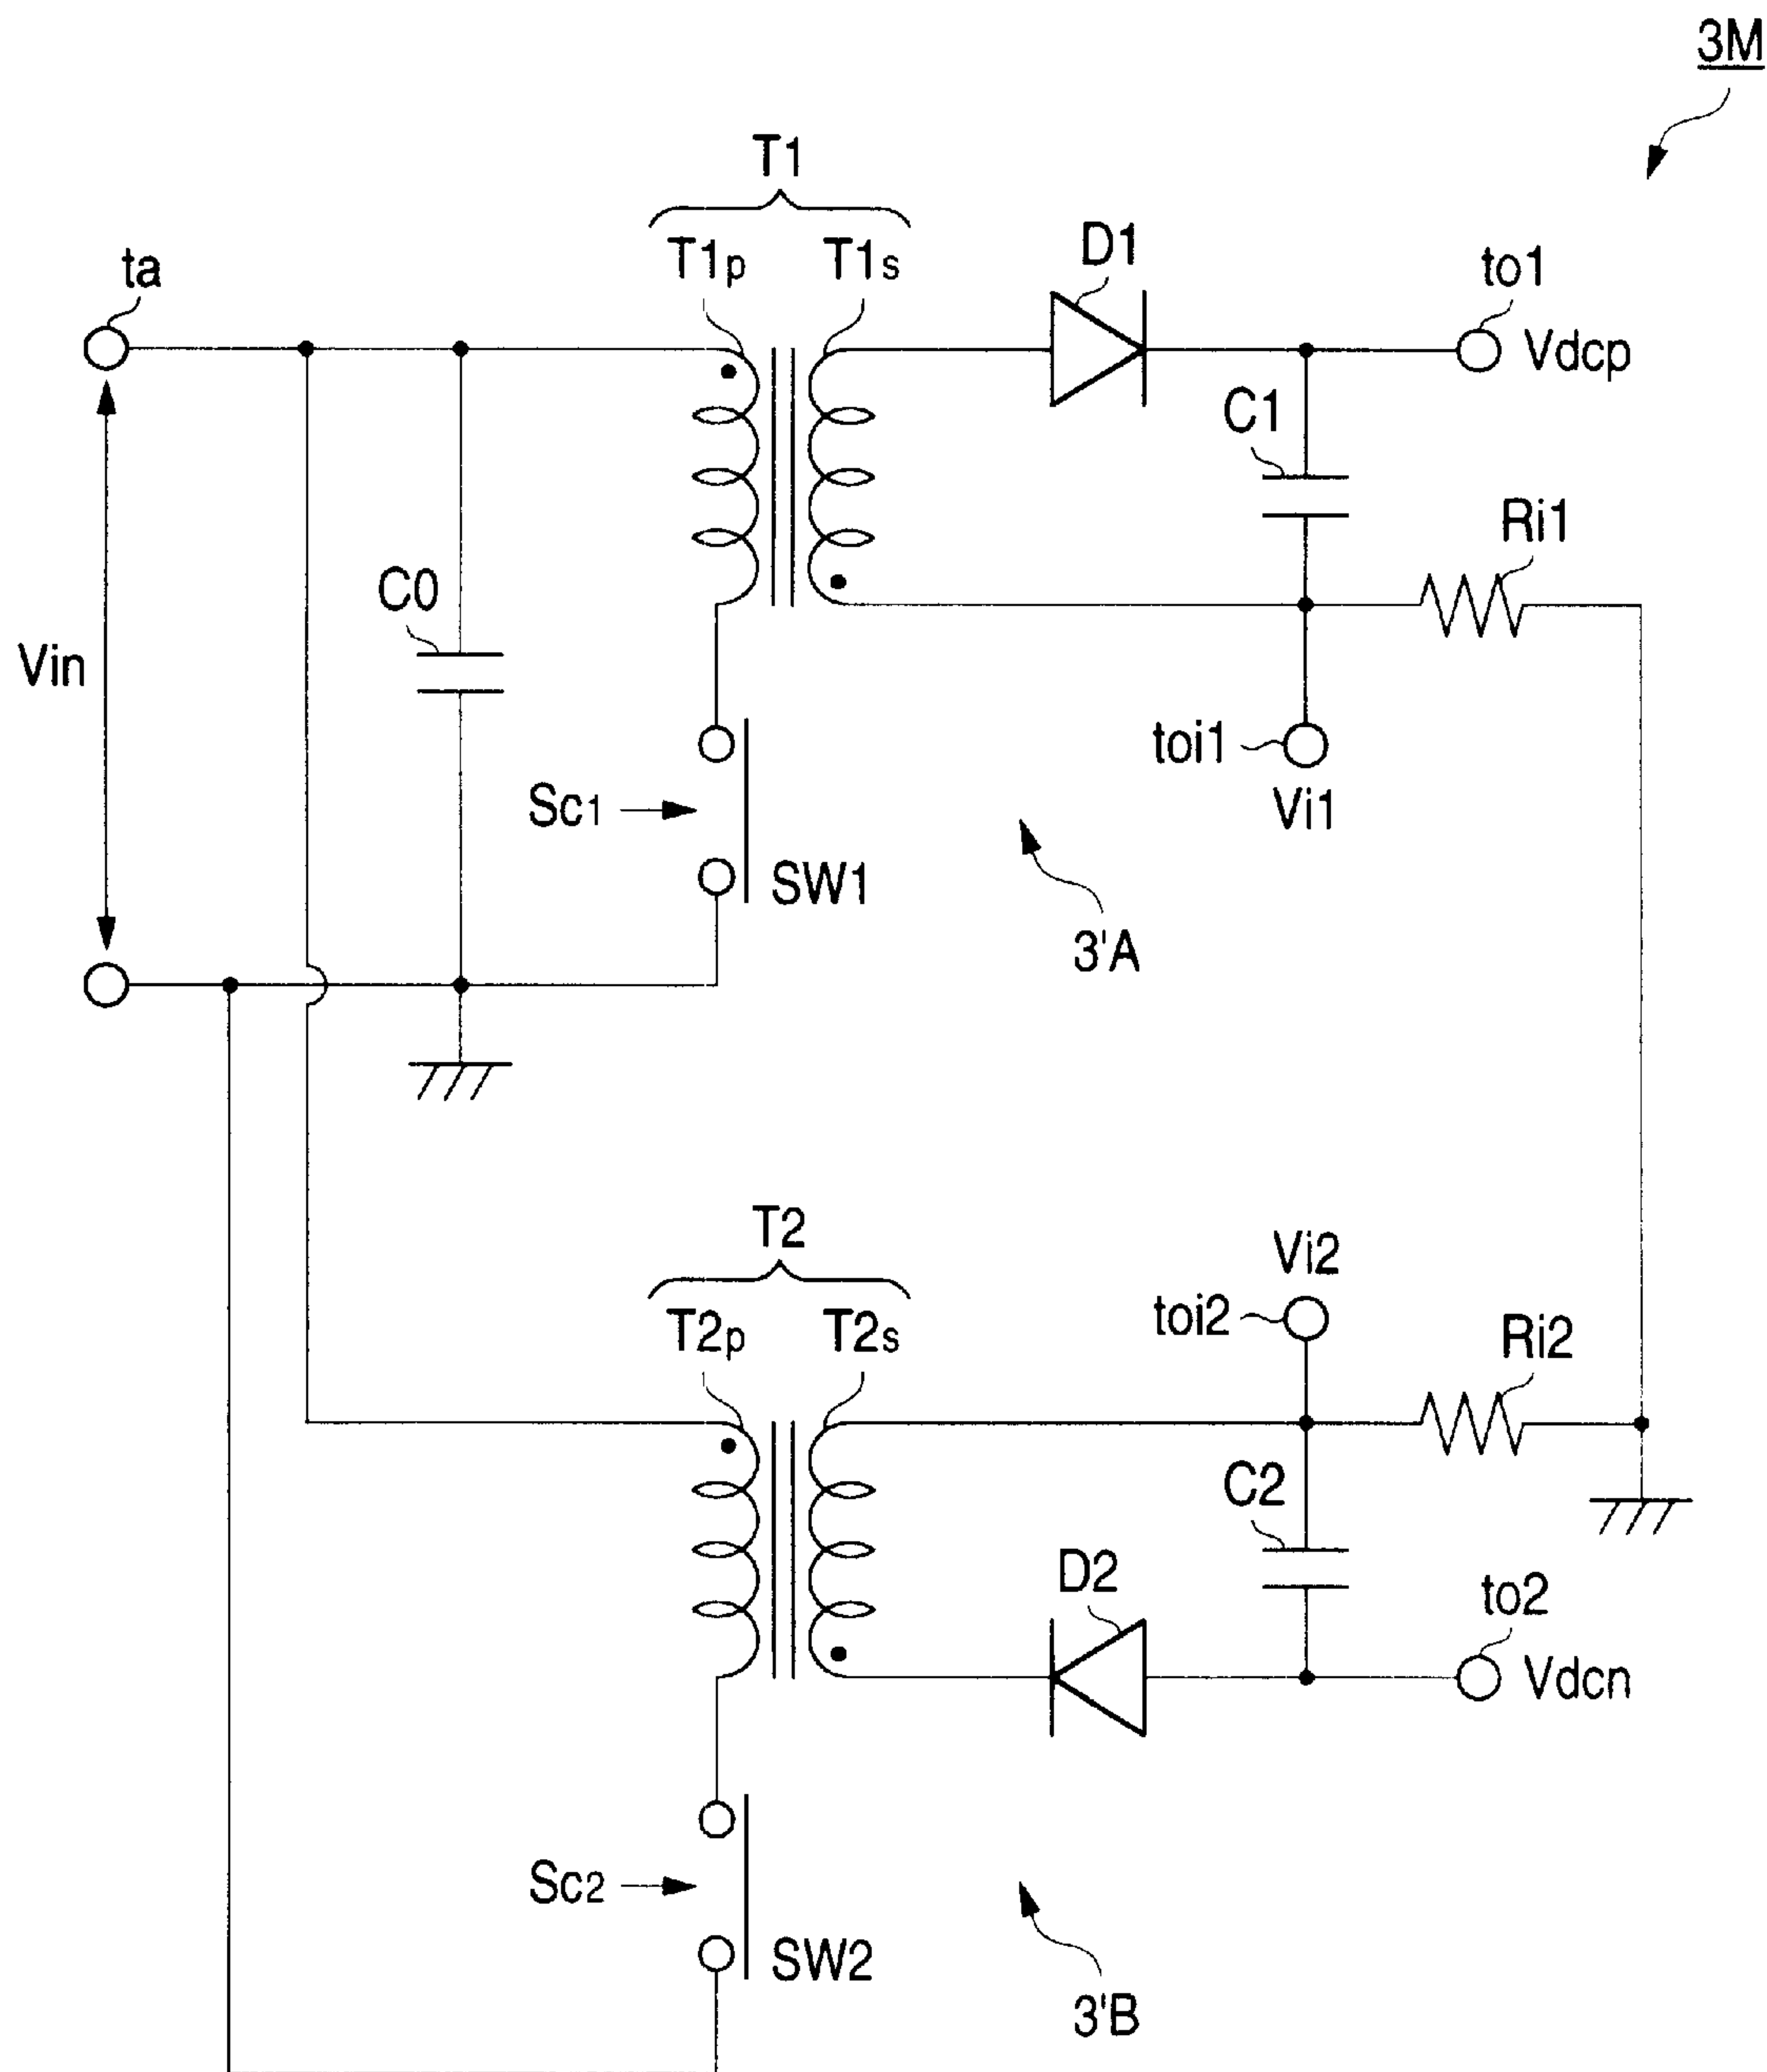 3M
T1
T1p
T1s
D1
to1
ta
Vdcp
C1
Ri1
C0
Vin
toi1
Vi1
Sc1
SW1
3'A
T2
Vi2
toi2
T2p
T2s
Ri2
C2
D2
to2
Vdcn
Sc2
SW2
3'B